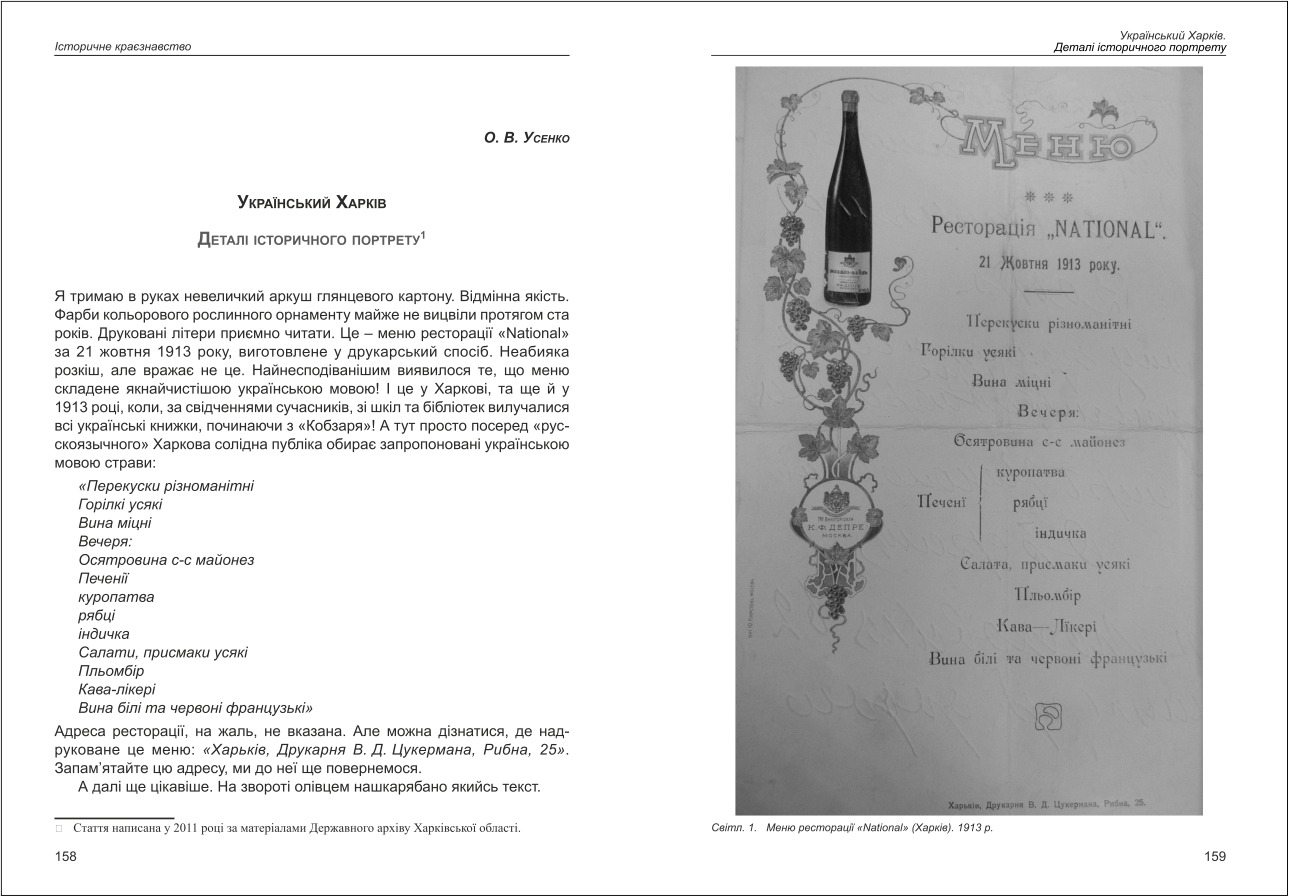 Історичне краєзнавство
О. В. Усенко
Український Харків
Деталі історичного портрету1
Я тримаю в руках невеличкий аркуш глянцевого картону. Відмінна якість.
Фарби кольорового рослинного орнаменту майже не вицвіли протягом ста
років. Друковані літери приємно читати. Це – меню ресторації «National»
за 21 жовтня 1913 року, виготовлене у друкарський спосіб. Неабияка
розкіш, але вражає не це. Найнесподіванішим виявилося те, що меню
складене якнайчистішою українською мовою! І це у Харкові, та ще й у
1913 році, коли, за свідченнями сучасників, зі шкіл та бібліотек вилучалися
всі українські книжки, починаючи з «Кобзаря»! А тут просто посеред «рус-
скоязычного» Харкова солідна публіка обирає запропоновані українською
мовою страви:
«Перекуски різноманітні
Горілкі усякі
Вина міцні
Вечеря:
Осятровина с-с майонез
Печенії
куропатва
рябці
індичка
Салати, присмаки усякі
Пльомбір
Кава-лікері
Вина білі та червоні французькі»
Адреса ресторації, на жаль, не вказана. Але можна дізнатися, де над-
руковане це меню: «Харьків, Друкарня В. Д. Цукермана, Рибна, 25».
Запам’ятайте цю адресу, ми до неї ще повернемося.
А далі ще цікавіше. На звороті олівцем нашкарябано якийсь текст.
Стаття написана у 2011 році за матеріалами Державного архіву Харківської області.
158
Український Харків.
Деталі історичного портрету
Меню
Ресторація „NATIONAL“.
21 Жовтня 1913 року.
Перекуски різноманітні
Горілки усякі
Вина міцні
Вечеря:
Осятровина с-с майонез
куропатва
Печенї рябцї
індичка
Салата, присмаки усякі
Пльомбір
Кава—Лїкері
Вина білі та червоні французькі
К.Ф. ДЕПРЕ
МОСКВА
Харьків, Друкарня В. Д. Цукермана, Рибна, 25.
Світл. 1. Меню ресторації «National» (Харків). 1913 р.
159